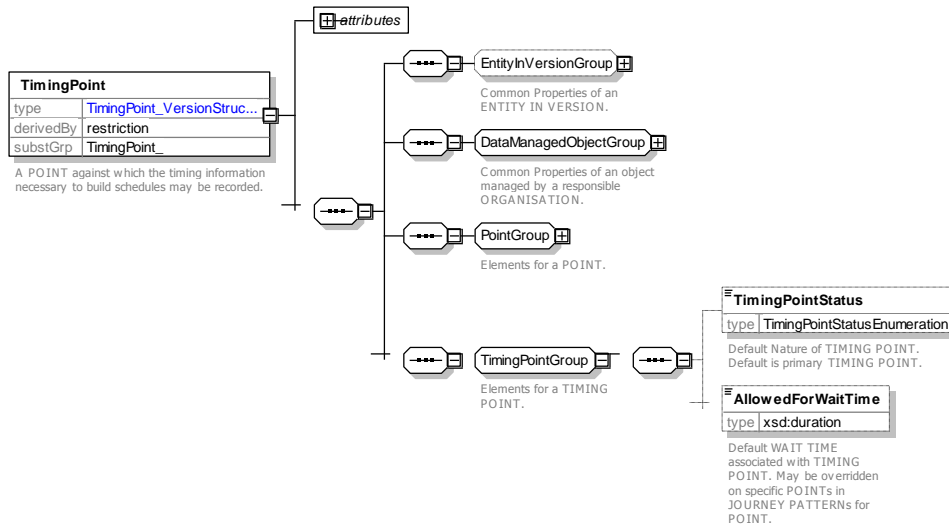 attributes
TimingPoint
type TimingPoint_VersionStruc...
derivedBy restriction
substGrp TimingPoint_
A POINT against which the timing information
necessary to build schedules may be recorded.
EntityInVersionGroup
Common Properties of an
ENTITY IN VERSION.
DataManagedObjectGroup
Common Properties of an object
managed by a responsible
ORGANISATION.
PointGroup
Elements for a POINT.
TimingPointGroup
Elements for a TIMING
POINT.
TimingPointStatus
type TimingPointStatusEnumeration
Default Nature of TIMING POINT.
Default is primary TIMING POINT.
AllowedForWaitTime
type xsd:duration
Default WAIT TIME
associated with TIMING
POINT. May be overridden
on specific POINTs in
JOURNEY PATTERNs for
POINT.